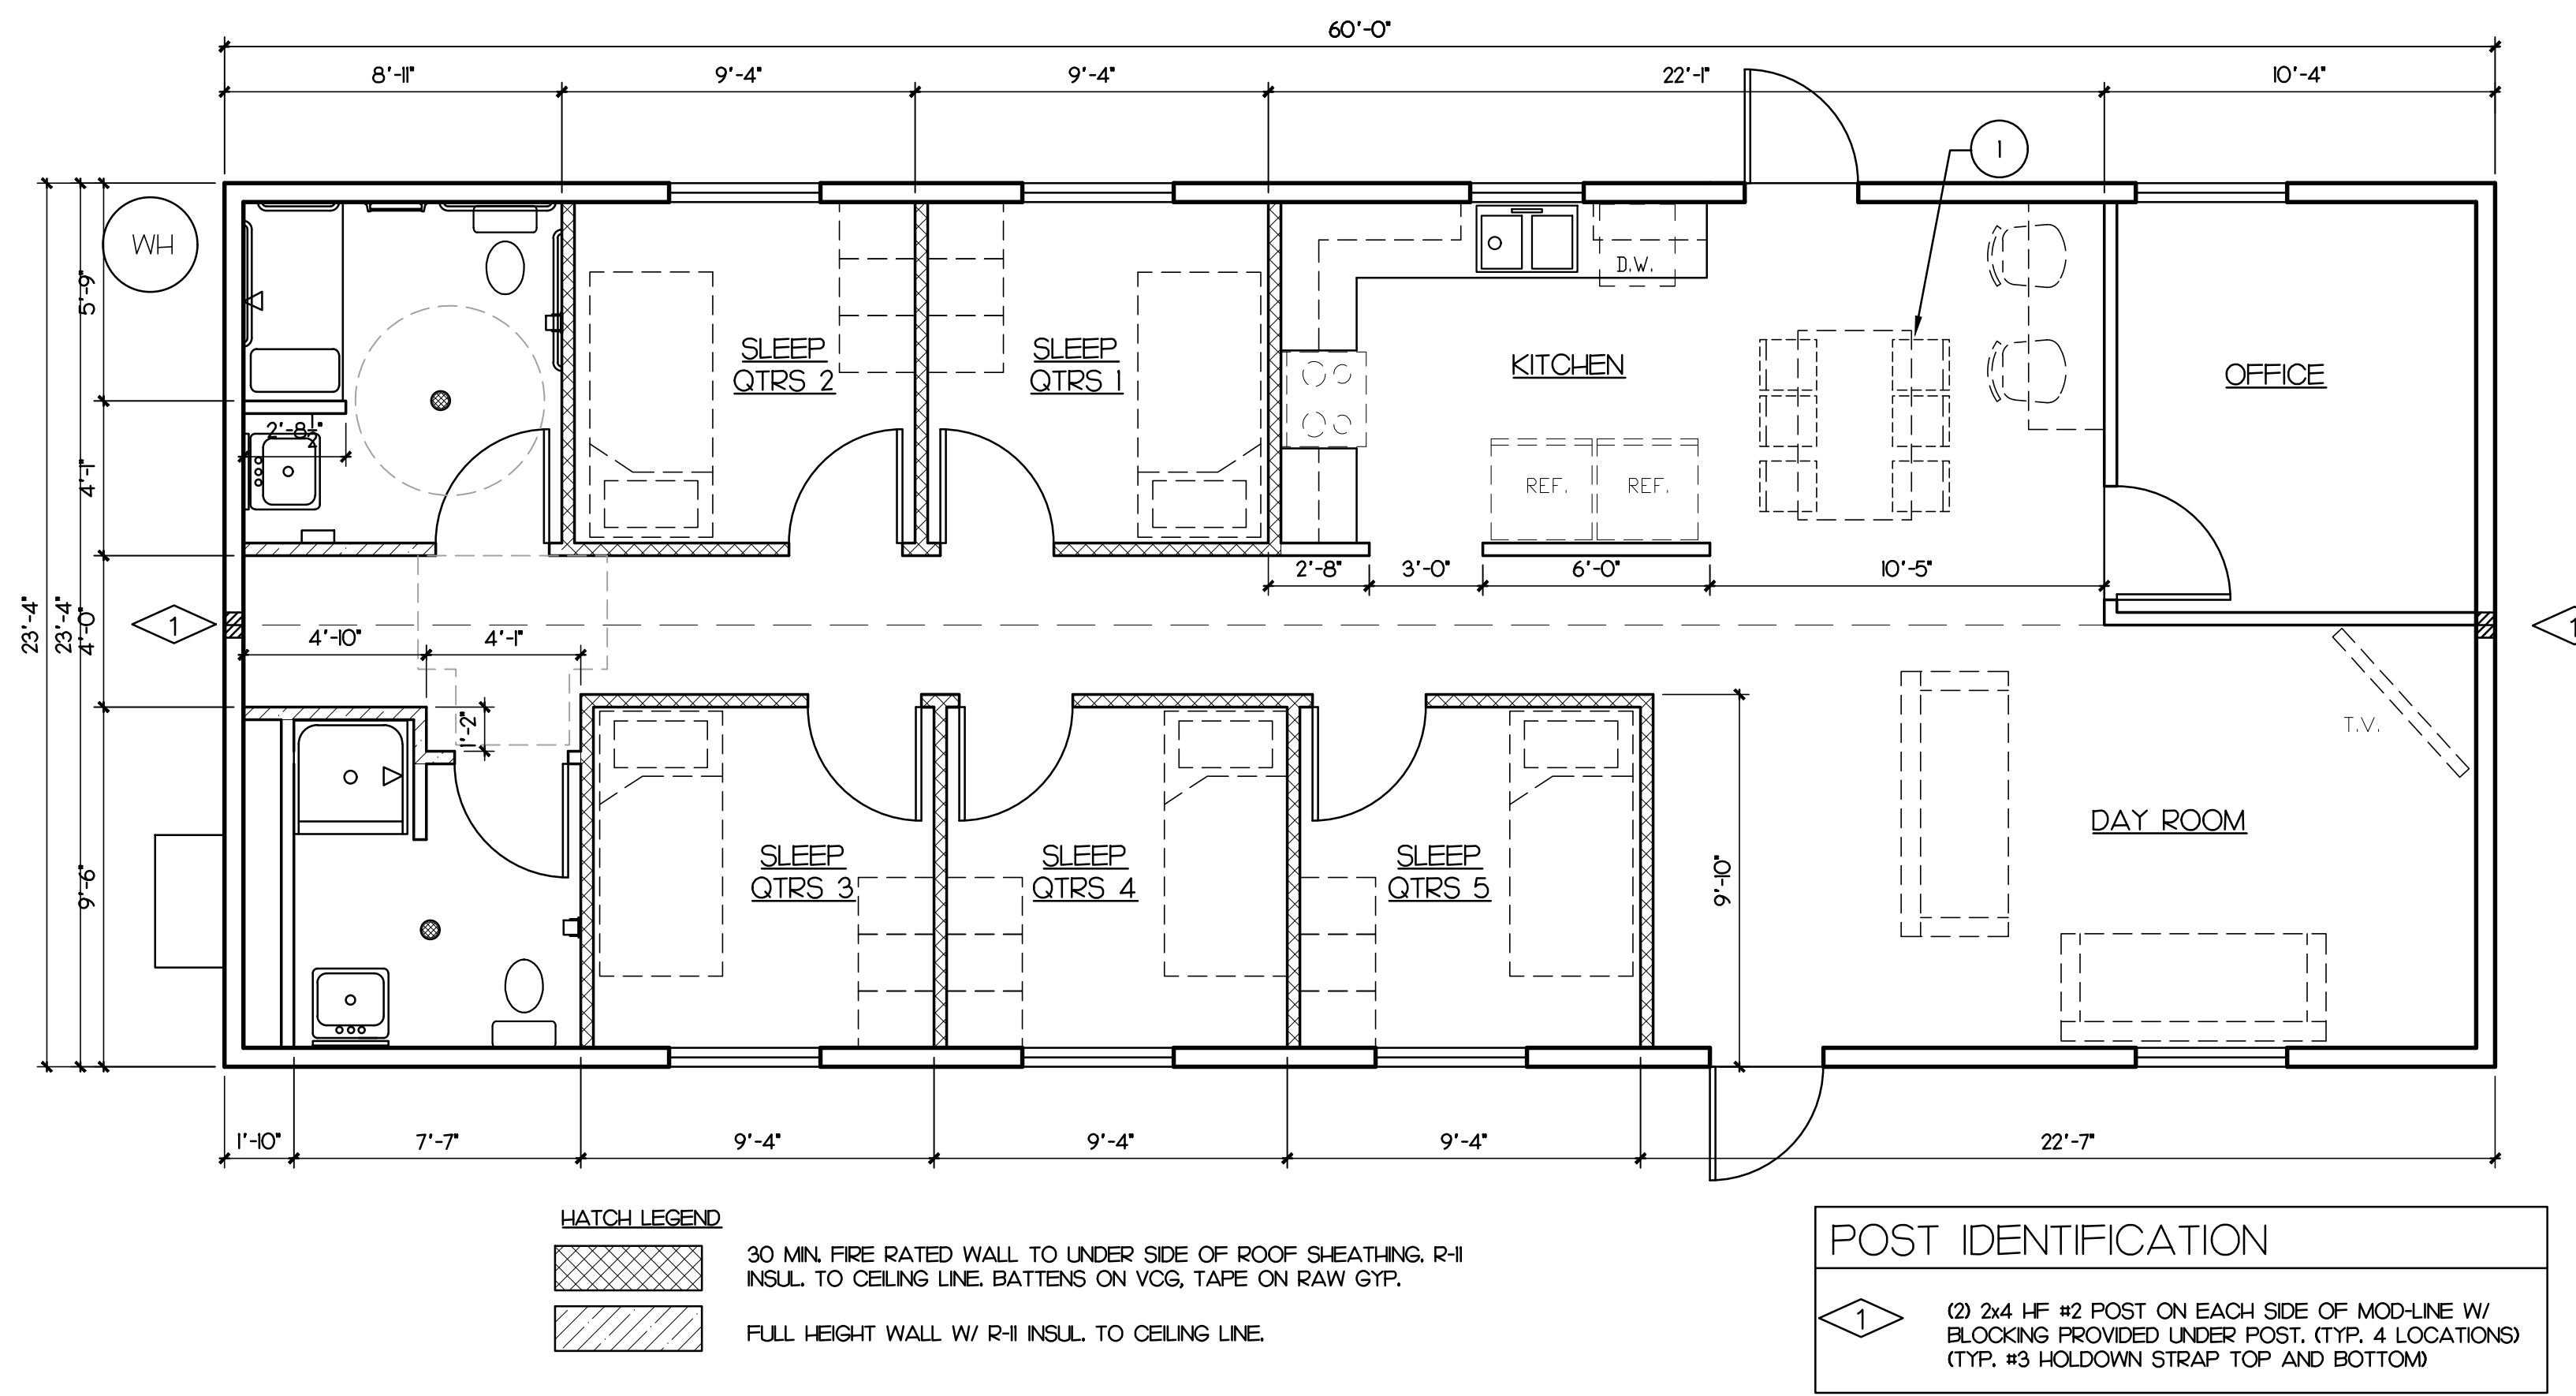 60'-0"
8'-11"
9'-4"
9'-4"
22'-1"
10'-4"
1
WH
5'-9"
4'-1"
4'-0"
9'-6"
23'-4"
23'-4"
2'-8½"
SLEEP
QTRS 2
SLEEP
QTRS 1
D.W.
KITCHEN
REF.
REF.
OFFICE
2'-8"
3'-0"
6'-0"
10'-5"
1
1
4'-10"
4'-1"
1'-2"
T.V.
DAY ROOM
SLEEP
QTRS 3
SLEEP
QTRS 4
SLEEP
QTRS 5
9'-10"
1'-10"
7'-7"
9'-4"
9'-4"
9'-4"
22'-7"
HATCH LEGEND
30 MIN. FIRE RATED WALL TO UNDER SIDE OF ROOF SHEATHING. R-11
INSUL. TO CEILING LINE. BATTENS ON VCG, TAPE ON RAW GYP.
FULL HEIGHT WALL W/ R-11 INSUL. TO CEILING LINE.
POST IDENTIFICATION
1
(2) 2x4 HF #2 POST ON EACH SIDE OF MOD-LINE W/
BLOCKING PROVIDED UNDER POST. (TYP. 4 LOCATIONS)
(TYP. #3 HOLDOWN STRAP TOP AND BOTTOM)